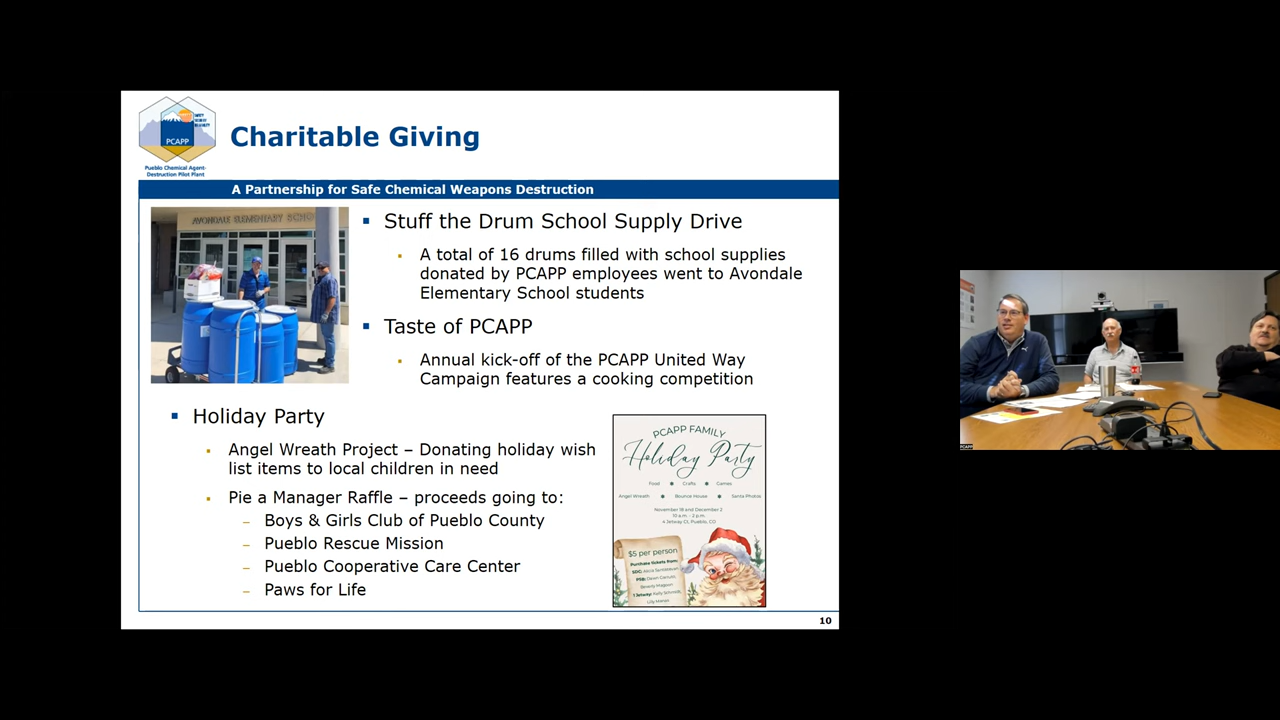 PCAPP
Pueblo Chemical Agent-
Destruction Pilot Plant
Charitable Giving
A Partnership for Safe Chemical Weapons Destruction
AVONDALE ELEMENTARY SCHO
▪ Stuff the Drum School Supply Drive
▪ A total of 16 drums filled with school supplies
donated by PCAPP employees went to Avondale
Elementary School students
▪ Taste of PCAPP
▪ Annual kick-off of the PCAPP United Way
Campaign features a cooking competition
▪ Holiday Party
▪ Angel Wreath Project – Donating holiday wish
list items to local children in need
▪ Pie a Manager Raffle – proceeds going to:
– Boys & Girls Club of Pueblo County
– Pueblo Rescue Mission
– Pueblo Cooperative Care Center
– Paws for Life
PCAPP FAMILY
Holiday Party
Food • Crafts • Games
Angel Wreath • Bounce House • Santa Photos
November 18 and December 2
10 a.m. - 2 p.m.
4 Jetway Ct, Pueblo, CO
$5 per person
Purchase tickets from:
10
PCAPP